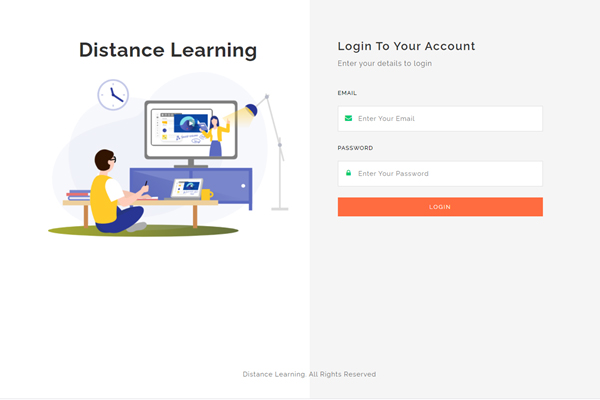 Distance Learning
Login To Your Account
Enter your details to login
EMAIL
Enter Your Email
PASSWORD
Enter Your Password
LOGIN
Distance Learning. All Rights Reserved